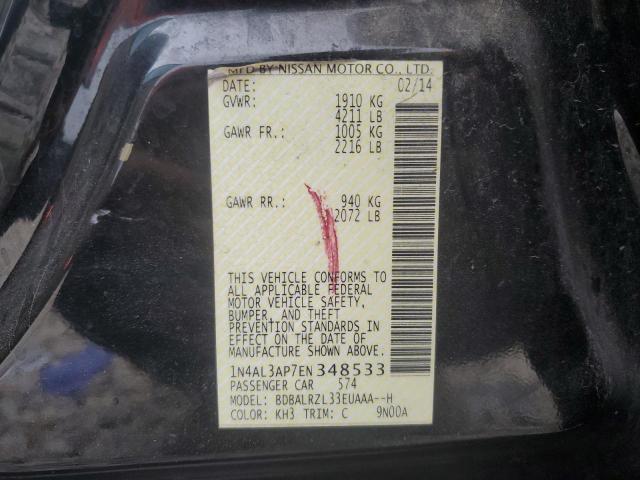 MFD BY NISSAN MOTOR CO., LTD.
DATE: 02/14
GVWR: 1910 KG
4211 LB
GAWR FR.: 1005 KG
2216 LB
GAWR RR.: 940 KG
2072 LB
THIS VEHICLE CONFORMS TO
ALL APPLICABLE FEDERAL
MOTOR VEHICLE SAFETY,
BUMPER, AND THEFT
PREVENTION STANDARDS IN
EFFECT ON THE DATE OF
MANUFACTURE SHOWN ABOVE.
1N4AL3AP7EN348533
PASSENGER CAR 574
MODEL: BDBALRZL33EUAAA--H
COLOR: KH3 TRIM: C 9N00A